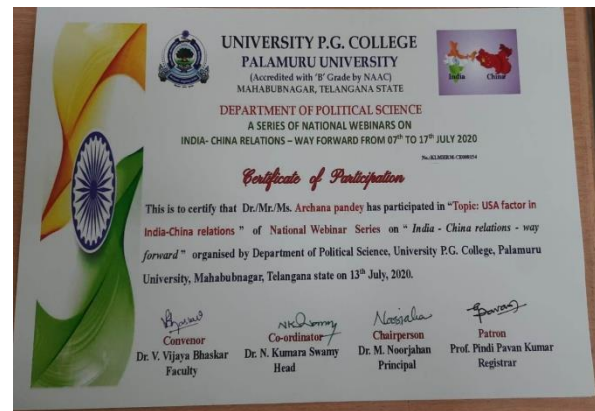 UNIVERSITY P.G. COLLEGE
PALAMURU UNIVERSITY
(Accredited with 'B' Grade by NAAC)
MAHABUBNAGAR, TELANGANA STATE
India China
DEPARTMENT OF POLITICAL SCIENCE
A SERIES OF NATIONAL WEBINARS ON
INDIA- CHINA RELATIONS – WAY FORWARD FROM 07th TO 17th JULY 2020
Certificate of Participation
This is to certify that Dr./Mr./Ms. Archana pandey has participated in "Topic: USA factor in
India-China relations " of National Webinar Series on " India - China relations - way
forward " organised by Department of Political Science, University P.G. College, Palamuru
University, Mahabubnagar, Telangana state on 13th July, 2020.
Convenor Co-ordinator Chairperson Patron
Dr. V. Vijaya Bhaskar Dr. N. Kumara Swamy Dr. M. Noorjahan Prof. Pindi Pavan Kumar
Faculty Head Principal Registrar